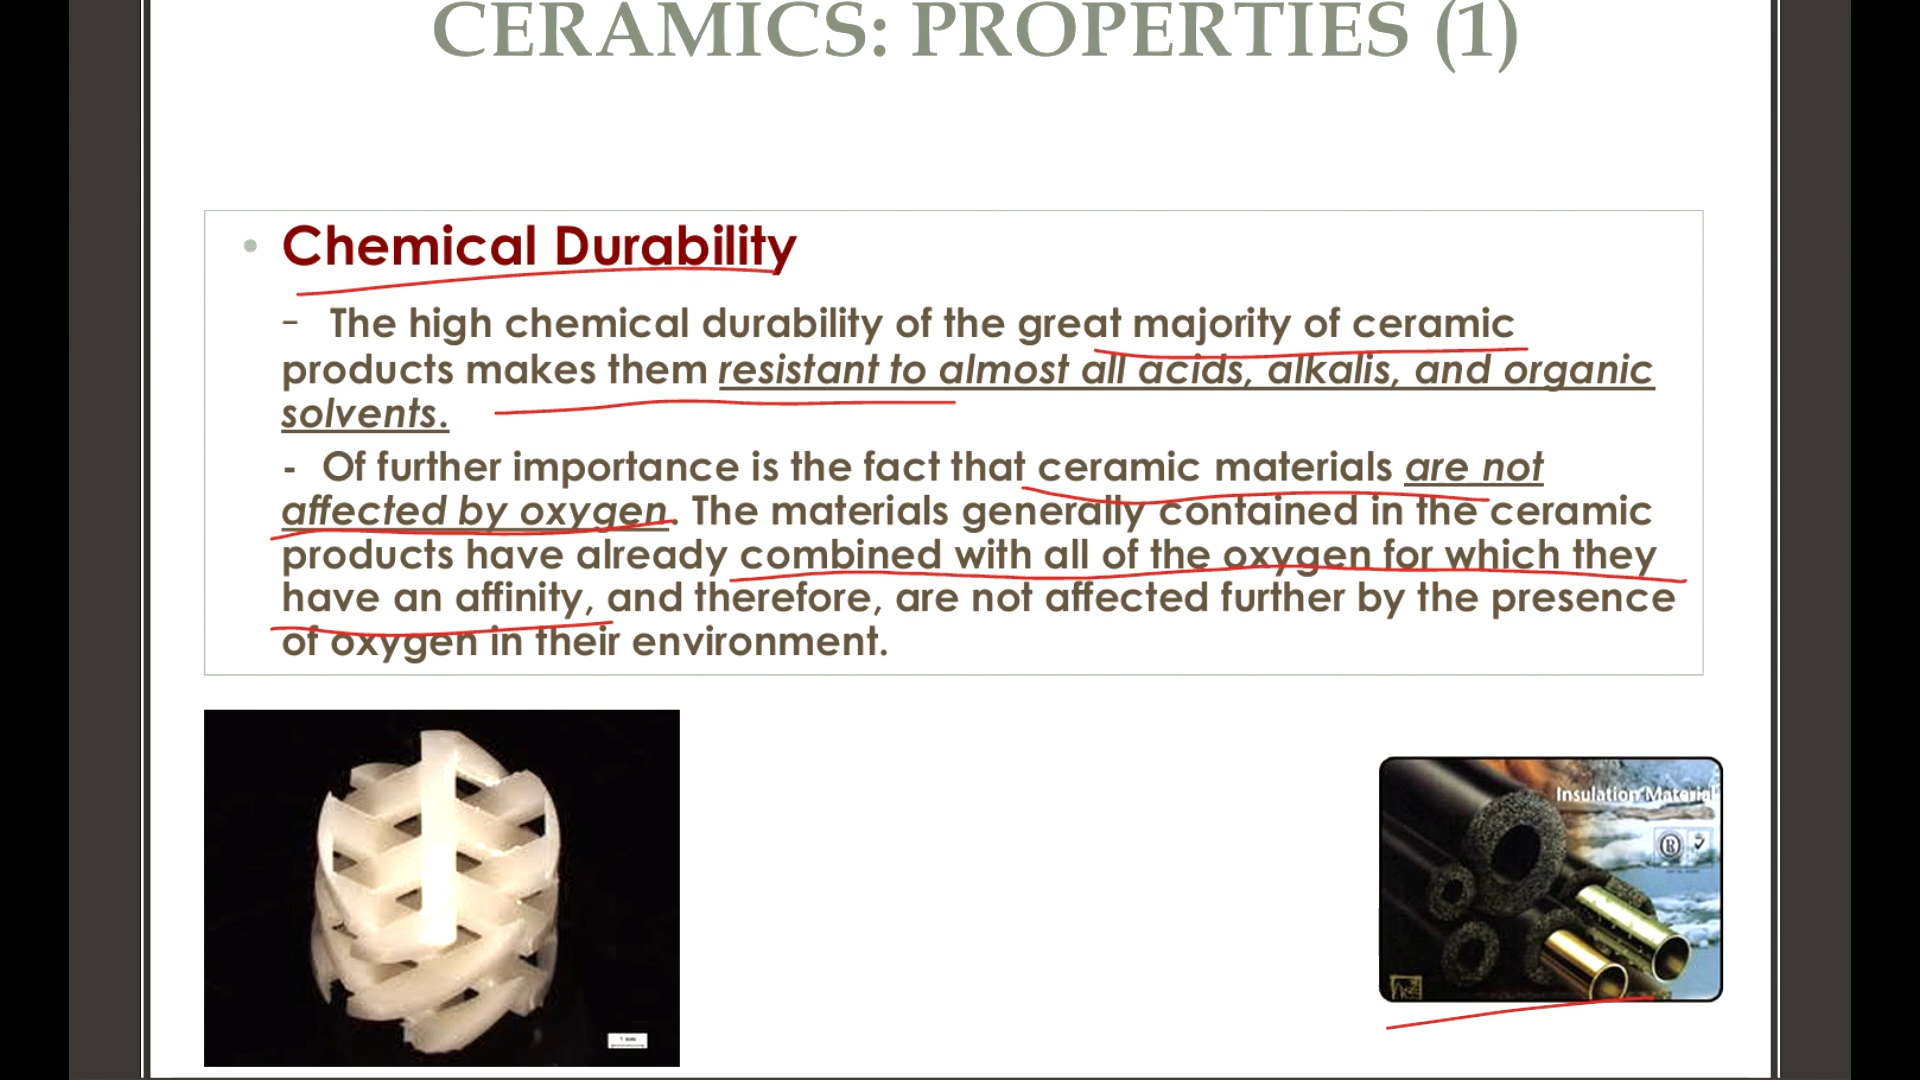 CERAMICS: PROPERTIES (1)
• Chemical Durability
– The high chemical durability of the great majority of ceramic
products makes them resistant to almost all acids, alkalis, and organic
solvents.
- Of further importance is the fact that ceramic materials are not
affected by oxygen. The materials generally contained in the ceramic
products have already combined with all of the oxygen for which they
have an affinity, and therefore, are not affected further by the presence
of oxygen in their environment.
Insulation Material